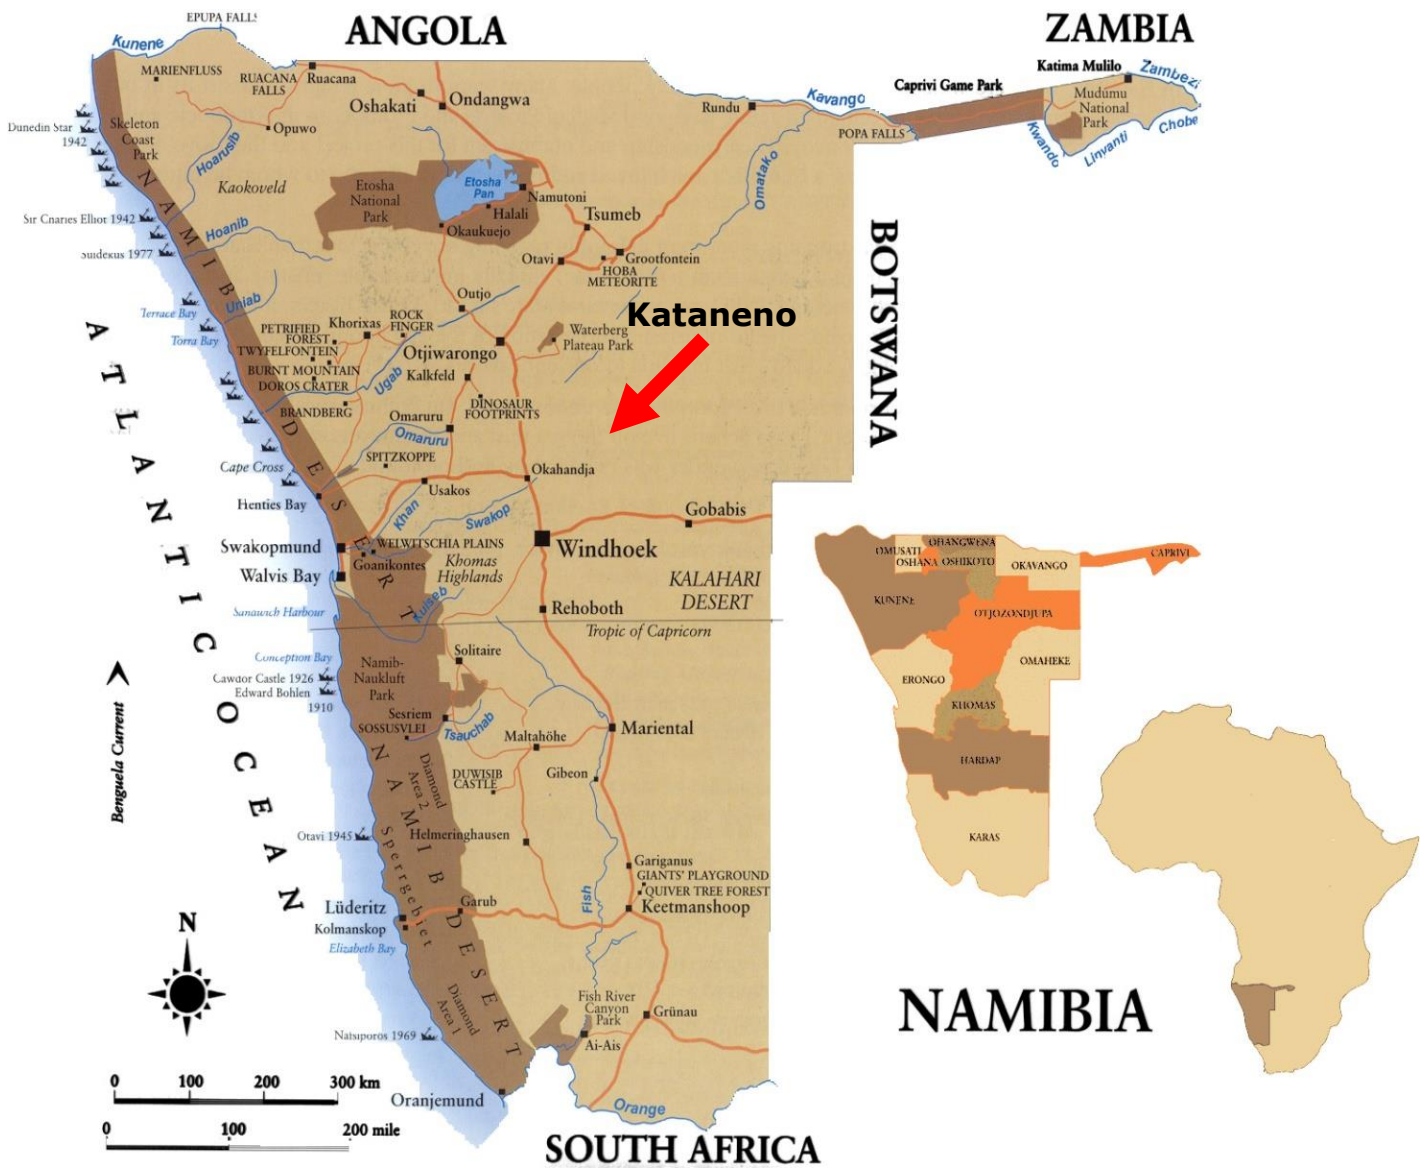 EPUPA FALLS
ANGOLA
ZAMBIA
Kunene
MARIENFLUSS
RUACANA
FALLS
Ruacana
Oshakati
Ondangwa
Opuwo
Rundu
Kavango
POPA FALLS
Caprivi Game Park
Katima Mulilo
Zambezi
Mudumu
National
Park
Kwando
Linvanti
Chobe
Dunedin Star
1942
Skeleton
Coast
Park
Hoarusib
Kaokoveld
Etosha
National
Park
Etosha
Pan
Namutoni
Halali
Okaukuejo
Omatako
Tsumeb
Sir Charles Elliot 1942
Hoanib
Suidekus 1977
Otavi
Grootfontein
HOBA
METEORITE
BOTSWANA
NAMIB DESERT
Uniab
Terrace Bay
Torra Bay
Outjo
Kataneno
PETRIFIED
FOREST
Khorixas
ROCK
FINGER
TWYFELFONTEIN
BURNT MOUNTAIN
DOROS CRATER
Otjiwarongo
Waterberg
Plateau Park
Kalkfeld
Ugab
BRANDBERG
DINOSAUR
FOOTPRINTS
Omaruru
Omaruru
SPITZKOPPE
Cape Cross
Okahandja
Usakos
Henties Bay
Khan
Swakop
Gobabis
ATLANTIC OCEAN
Swakopmund
WELWITSCHIA PLAINS
Goanikontes
Khomas
Highlands
Windhoek
Walvis Bay
KALAHARI
DESERT
Sandwich Harbour
Kuiseb
Rehoboth
Tropic of Capricorn
Conception Bay
Cawdor Castle 1926
Edward Bohlen
1910
Namib-
Naukluft
Park
Solitaire
Sesriem
SOSSUSVLEI
Tsauchab
Maltahöhe
Mariental
Benguela Current
DUWISIB
CASTLE
Gibeon
Diamond
Area 2
NAMIB DESERT
Otavi 1945
Sperrgebiet
Helmeringhausen
Gariganus
GIANTS' PLAYGROUND
QUIVER TREE FOREST
Keetmanshoop
Fish
Lüderitz
Garub
Kolmanskop
Elizabeth Bay
N
Diamond
Area 1
Fish River
Canyon
Park
Grünau
Ai-Ais
Natsiporos 1969
0 100 200 300 km
Oranjemund
Orange
0 100 200 mile
SOUTH AFRICA
OMUSATI
OHANGWENA
OSHANA
OSHIKOTO
OKAVANGO
CAPRIVI
KUNENE
OTJOZONDJUPA
OMAHEKE
ERONGO
KHOMAS
HARDAP
KARAS
NAMIBIA